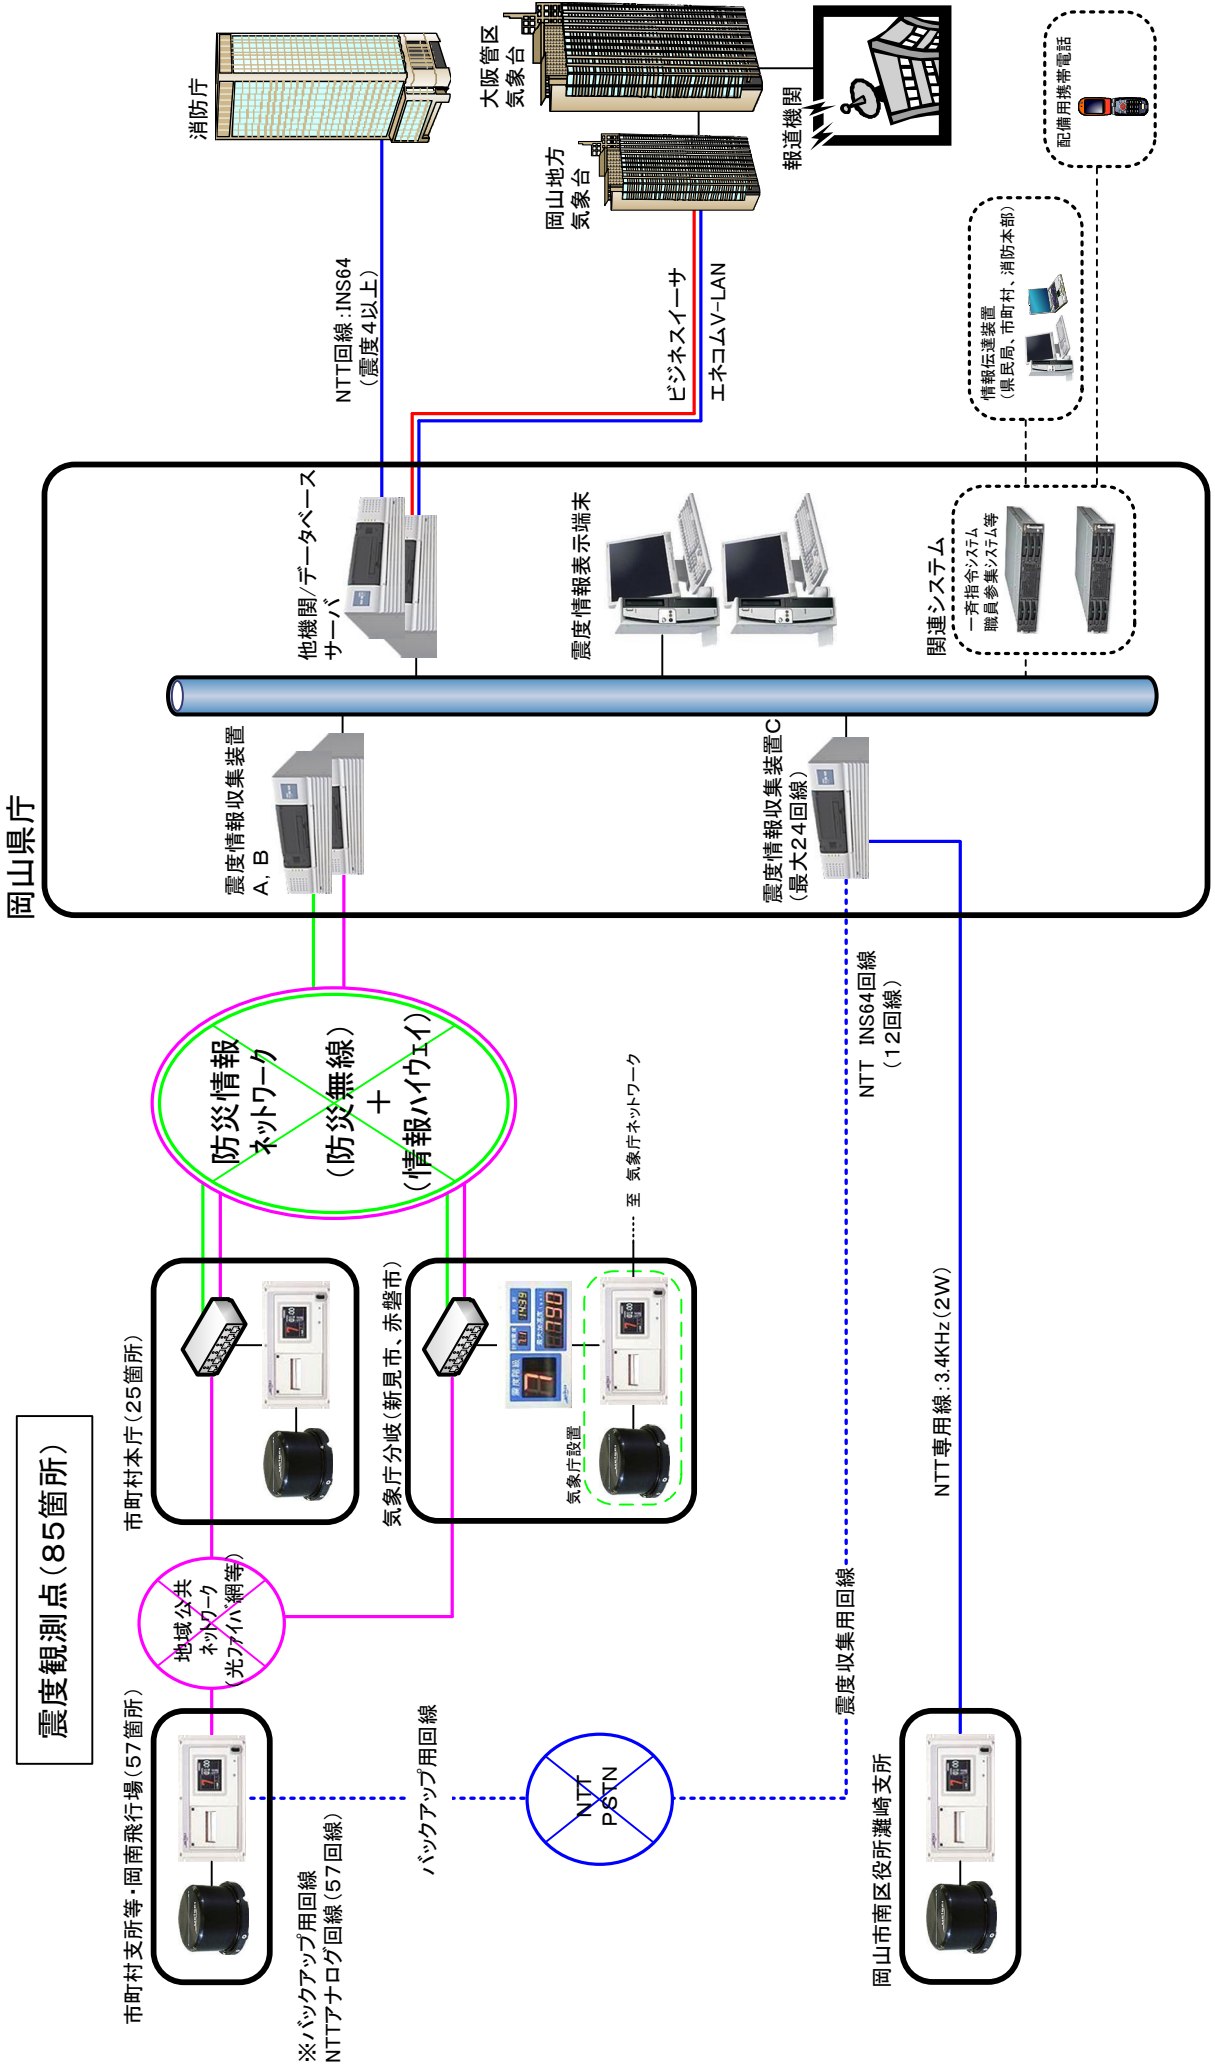 震度観測点(85箇所)
岡山県庁
市町村支所等・岡南飛行場(57箇所)
※バックアップ用回線
NTTアナログ回線(57回線)
地域公共
ネットワーク
(光ファイバ網等)
バックアップ用回線
NTT
PSTN
震度収集用回線
岡山市南区役所灘崎支所
市町村本庁(25箇所)
気象庁分岐(新見市、赤磐市)
気象庁設置
至 気象庁ネットワーク
NTT専用線:3.4KHz(2W)
防災情報
ネットワーク
(防災無線)
+
(情報ハイウェイ)
NTT INS64回線
(12回線)
震度情報収集装置
A, B
震度情報収集装置C
(最大24回線)
他機関/データベース
サーバ
震度情報表示端末
関連システム
一斉指令システム
職員参集システム等
NTT回線:INS64
(震度4以上)
ビジネスイーサ
エネコムV-LAN
情報伝達装置
(県民局、市町村、消防本部)
消防庁
岡山地方
気象台
大阪管区
気象台
報道機関
配備用携帯電話